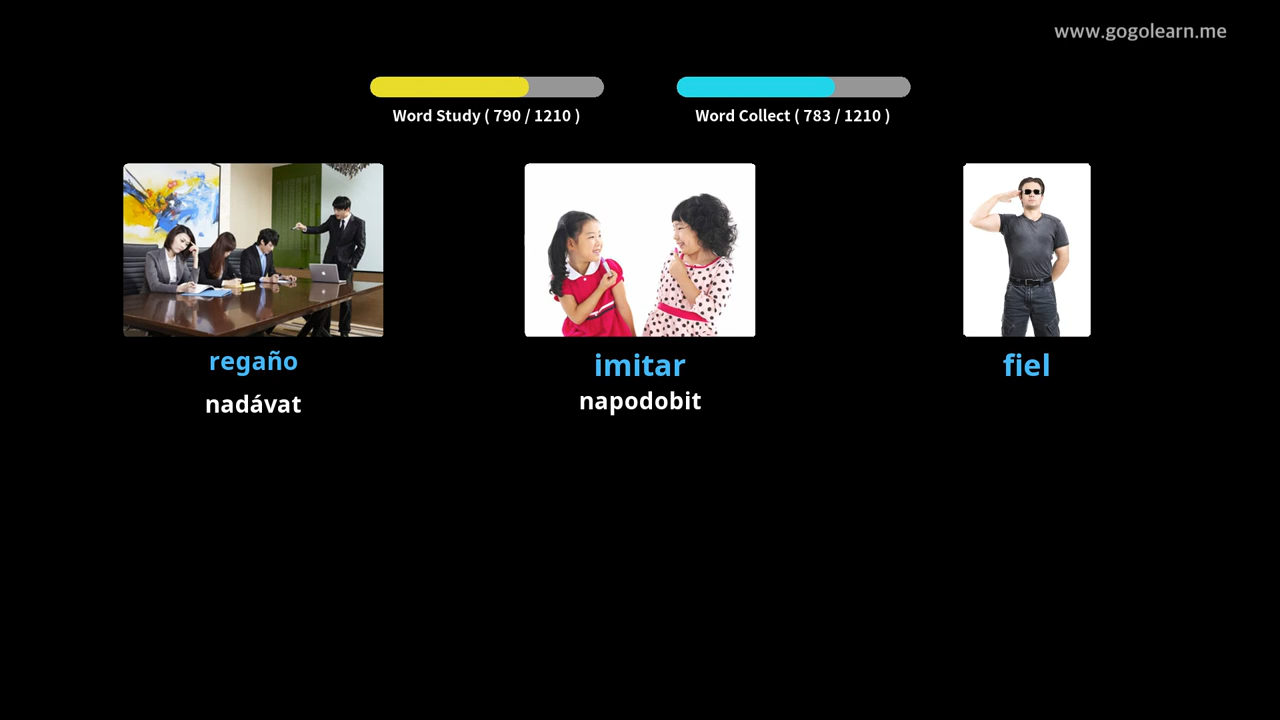 www.gogolearn.me
Word Study ( 790 / 1210 )
Word Collect ( 783 / 1210 )
regaño
imitar
fiel
nadávat
napodobit